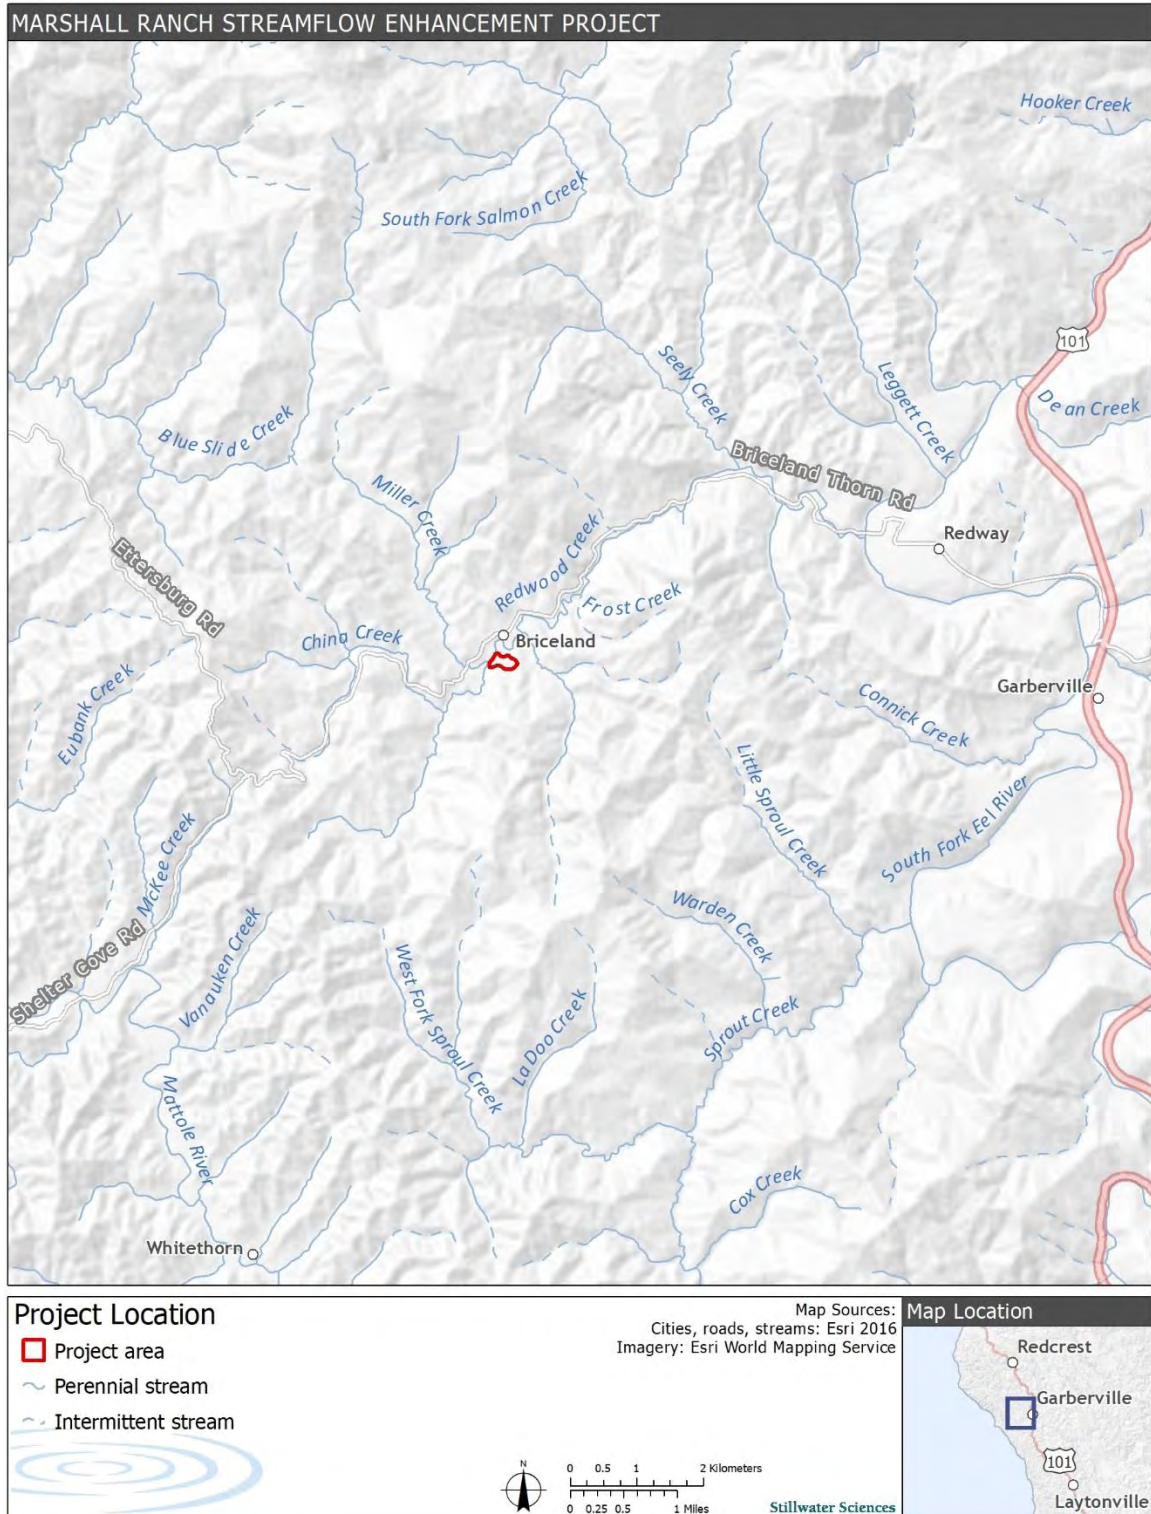 MARSHALL RANCH STREAMFLOW ENHANCEMENT PROJECT
Hooker Creek
South Fork Salmon Creek
101
Seely Creek
Leggett Creek
Dean Creek
Blue Slide Creek
Briceland Thorn Rd
Miller Creek
Redway
Ettersburg Rd
Redwood Creek
Frost Creek
China Creek
Briceland
Eubank Creek
Garberville
Connick Creek
Little Sproul Creek
South Fork Eel River
McKee Creek
Warden Creek
Shelter Cove Rd
Vanauken Creek
West Fork Sproul Creek
La Doo Creek
Sprout Creek
Mattole River
Cox Creek
Whitethorn
Project Location
Project area
Perennial stream
Intermittent stream
Map Sources:
Cities, roads, streams: Esri 2016
Imagery: Esri World Mapping Service
N
0 0.5 1 2 Kilometers
0 0.25 0.5 1 Miles
Stillwater Sciences
Map Location
Redcrest
Garberville
101
Laytonville